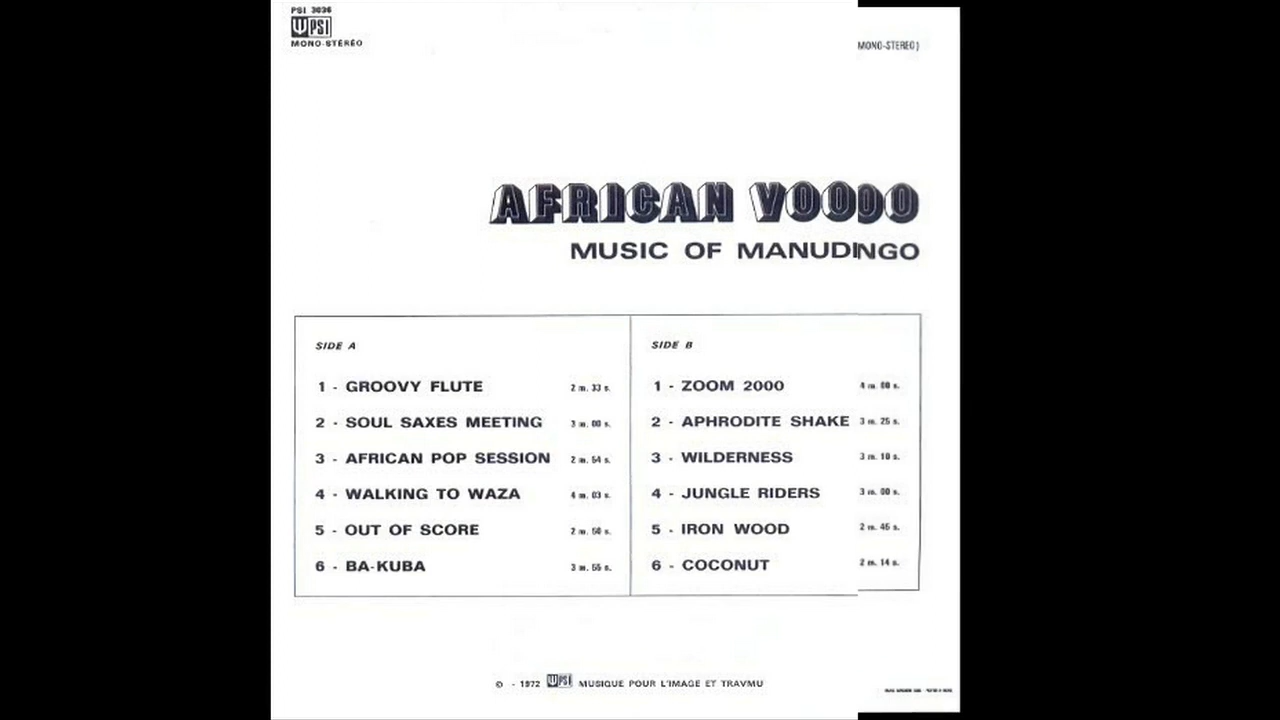 PSI 3036
PSI
MONO-STÉRÉO
MONO-STEREO)
AFRICAN VOODO
MUSIC OF MANUDINGO
SIDE A
1 - GROOVY FLUTE 2 m. 33 s.
2 - SOUL SAXES MEETING 3 m. 00 s.
3 - AFRICAN POP SESSION 2 m. 54 s.
4 - WALKING TO WAZA 4 m. 03 s.
5 - OUT OF SCORE 2 m. 50 s.
6 - BA-KUBA 3 m. 55 s.
SIDE B
1 - ZOOM 2000 4 m. 00 s.
2 - APHRODITE SHAKE 3 m. 25 s.
3 - WILDERNESS 3 m. 10 s.
4 - JUNGLE RIDERS 3 m. 00 s.
5 - IRON WOOD 2 m. 45 s.
6 - COCONUT 2 m. 14 s.
© - 1972 PSI MUSIQUE POUR L'IMAGE ET TRAVMU